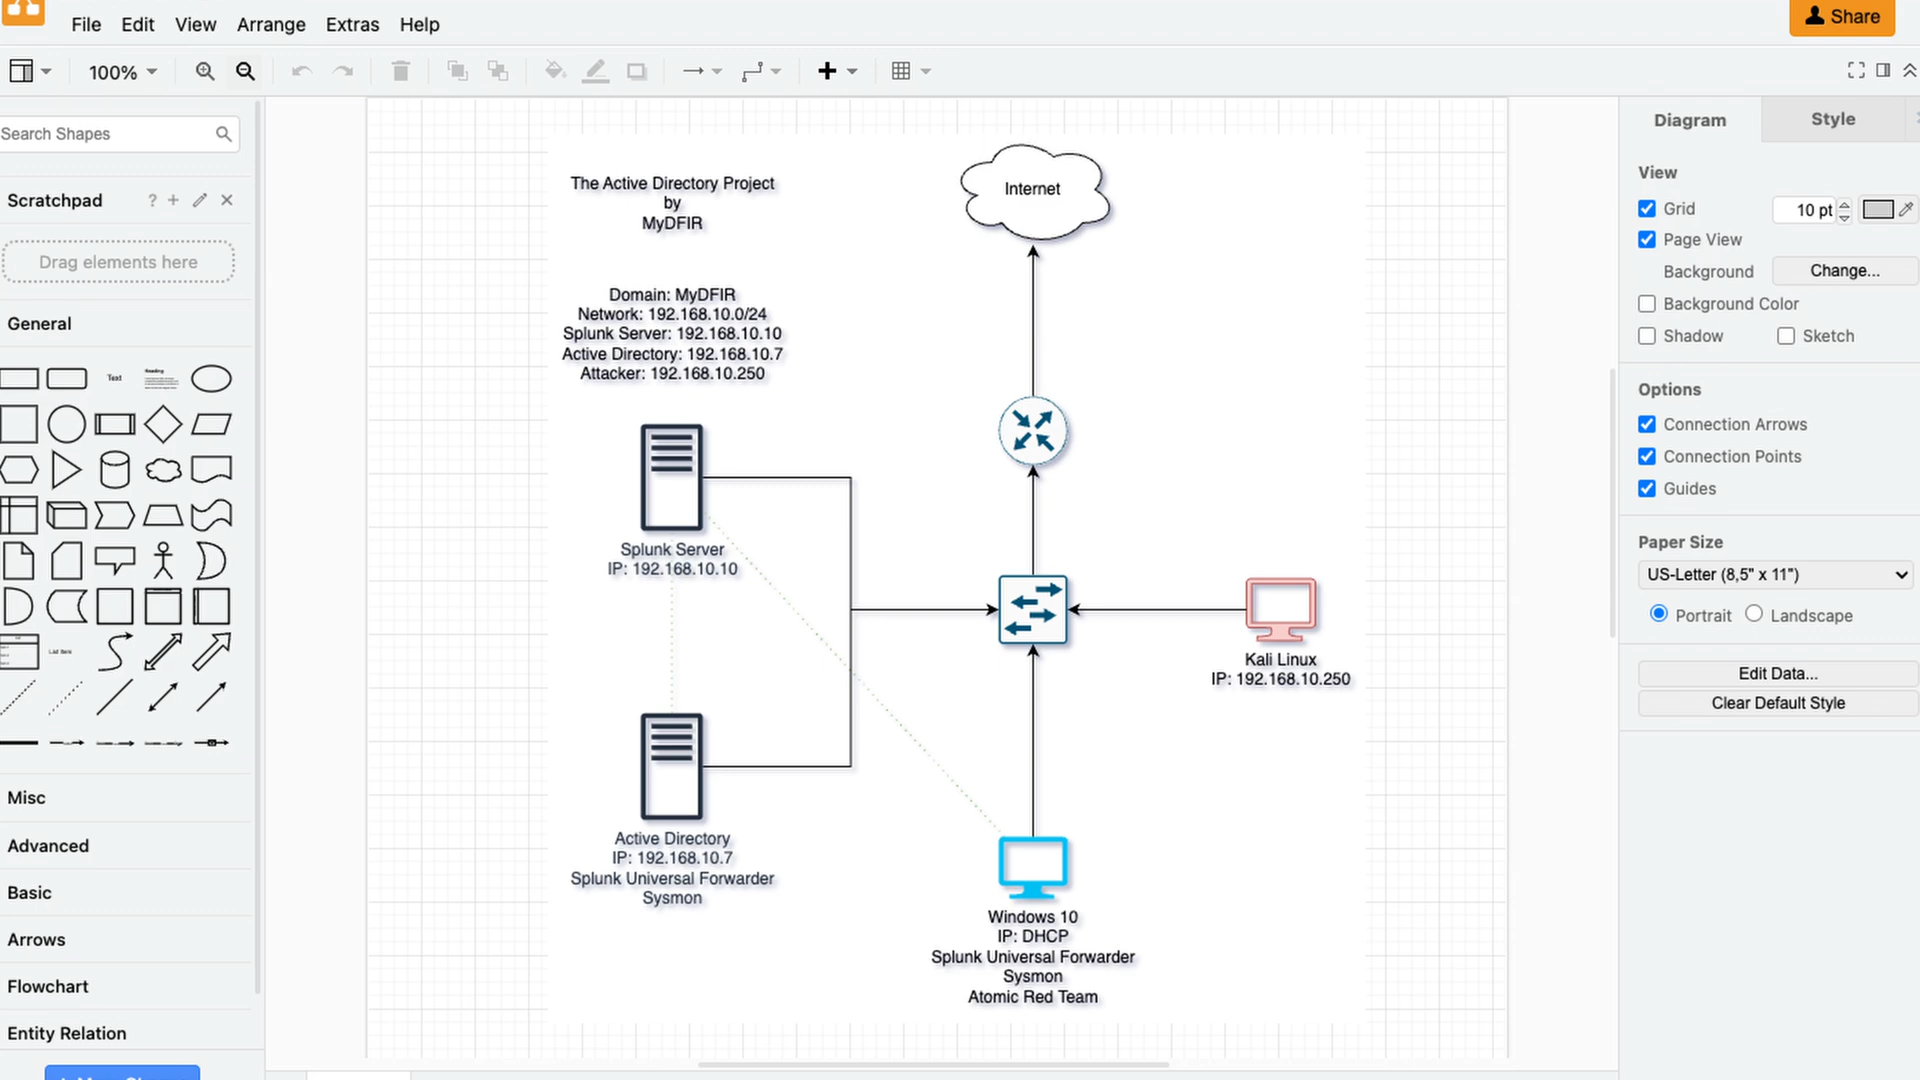 File Edit View Arrange Extras Help
Share
100%
Search Shapes
Scratchpad ?
Drag elements here
General
Text
Heading
List Item
Misc
Advanced
Basic
Arrows
Flowchart
Entity Relation
The Active Directory Project
by
MyDFIR
Domain: MyDFIR
Network: 192.168.10.0/24
Splunk Server: 192.168.10.10
Active Directory: 192.168.10.7
Attacker: 192.168.10.250
Internet
Splunk Server
IP: 192.168.10.10
Kali Linux
IP: 192.168.10.250
Active Directory
IP: 192.168.10.7
Splunk Universal Forwarder
Sysmon
Windows 10
IP: DHCP
Splunk Universal Forwarder
Sysmon
Atomic Red Team
Diagram Style
View
Grid 10 pt
Page View
Background Change...
Background Color
Shadow Sketch
Options
Connection Arrows
Connection Points
Guides
Paper Size
US-Letter (8,5" x 11")
Portrait Landscape
Edit Data...
Clear Default Style